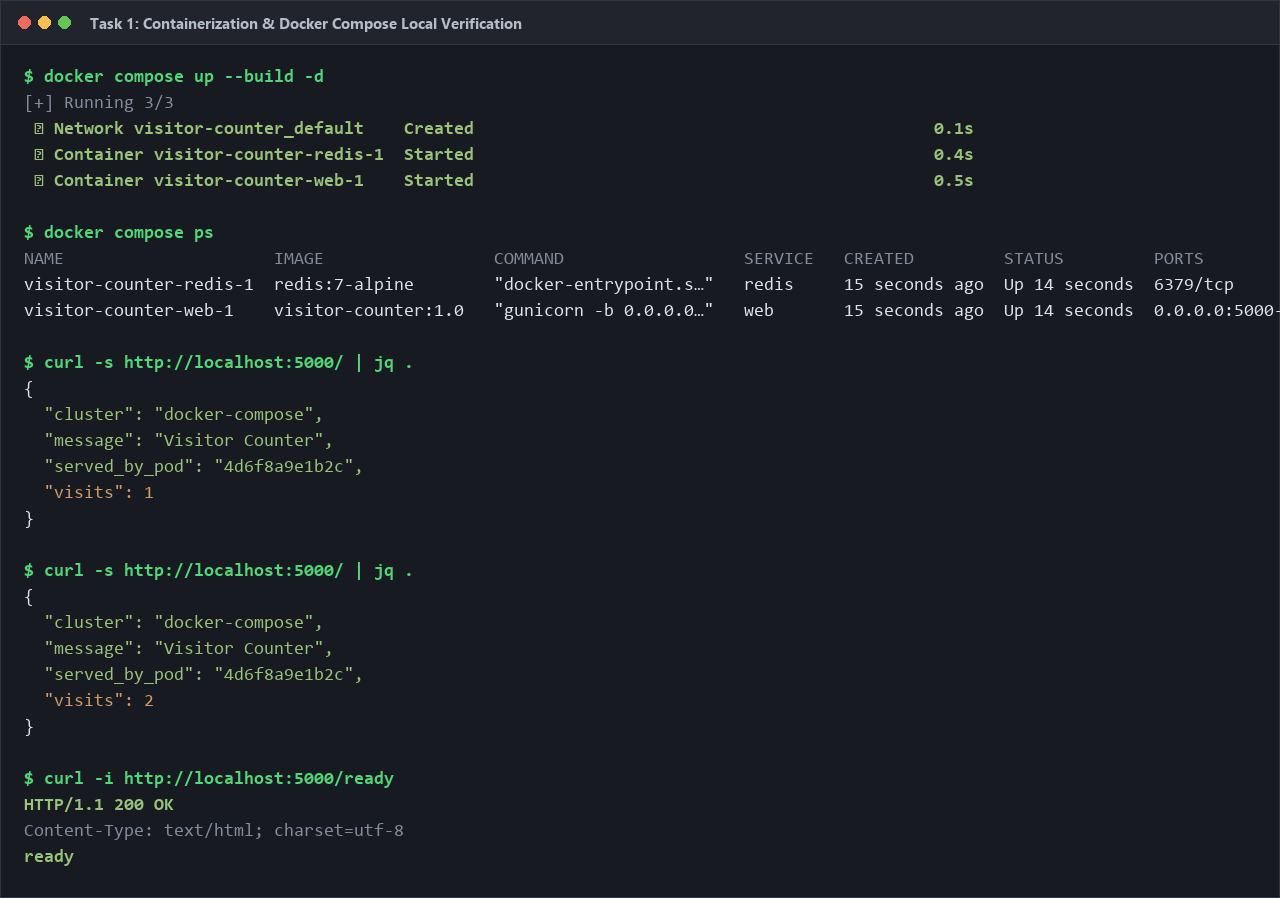 Task 1: Containerization & Docker Compose Local Verification
$ docker compose up --build -d
[+] Running 3/3
Network visitor-counter_default Created 0.1s
Container visitor-counter-redis-1 Started 0.4s
Container visitor-counter-web-1 Started 0.5s
$ docker compose ps
NAME IMAGE COMMAND SERVICE CREATED STATUS PORTS
visitor-counter-redis-1 redis:7-alpine "docker-entrypoint.s…" redis 15 seconds ago Up 14 seconds 6379/tcp
visitor-counter-web-1 visitor-counter:1.0 "gunicorn -b 0.0.0.0…" web 15 seconds ago Up 14 seconds 0.0.0.0:5000-
$ curl -s http://localhost:5000/ | jq .
{
  "cluster": "docker-compose",
  "message": "Visitor Counter",
  "served_by_pod": "4d6f8a9e1b2c",
  "visits": 1
}
$ curl -s http://localhost:5000/ | jq .
{
  "cluster": "docker-compose",
  "message": "Visitor Counter",
  "served_by_pod": "4d6f8a9e1b2c",
  "visits": 2
}
$ curl -i http://localhost:5000/ready
HTTP/1.1 200 OK
Content-Type: text/html; charset=utf-8
ready